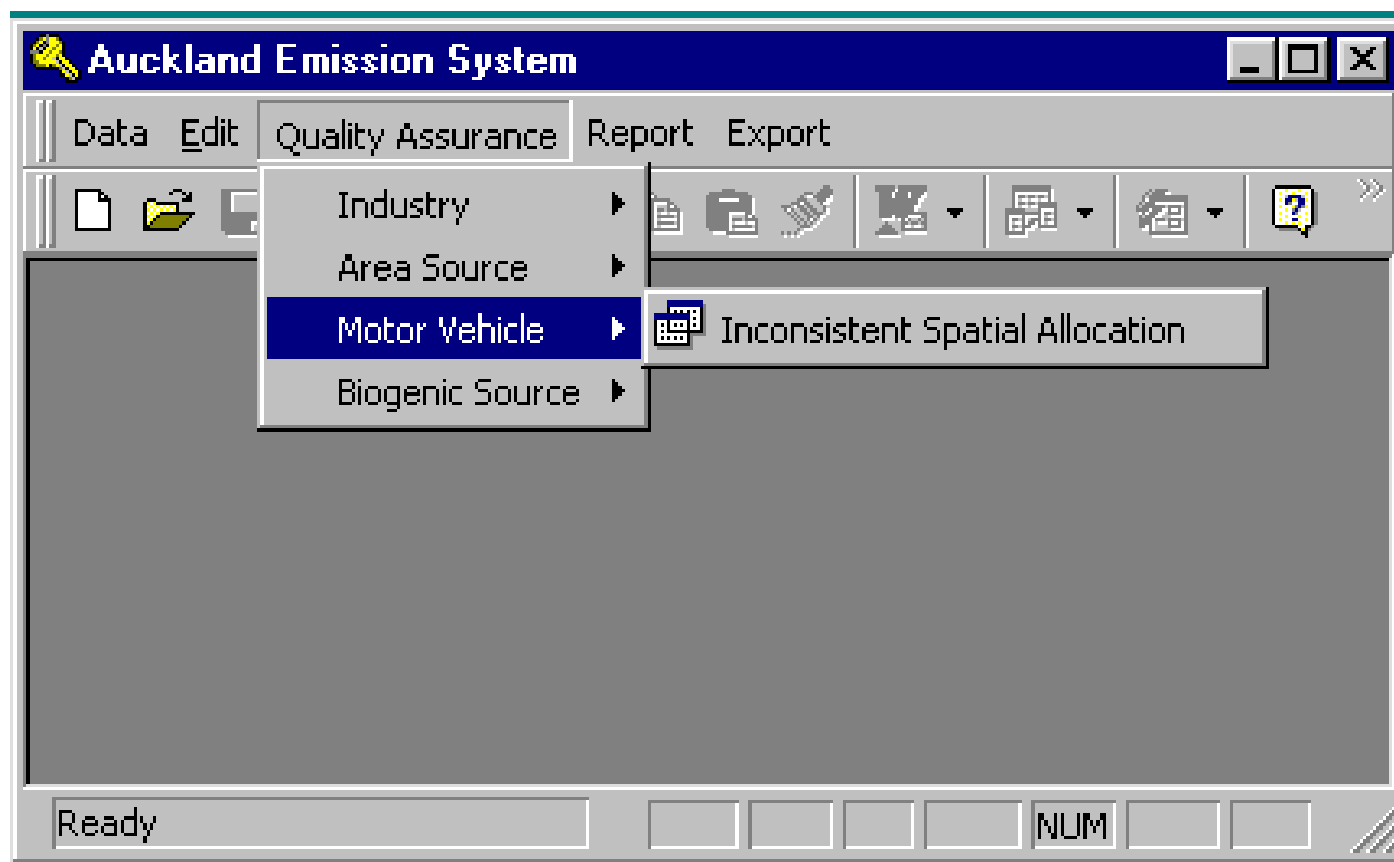 Auckland Emission System
Data Edit Quality Assurance Report Export
Industry
Area Source
Motor Vehicle
Inconsistent Spatial Allocation
Biogenic Source
Ready NUM